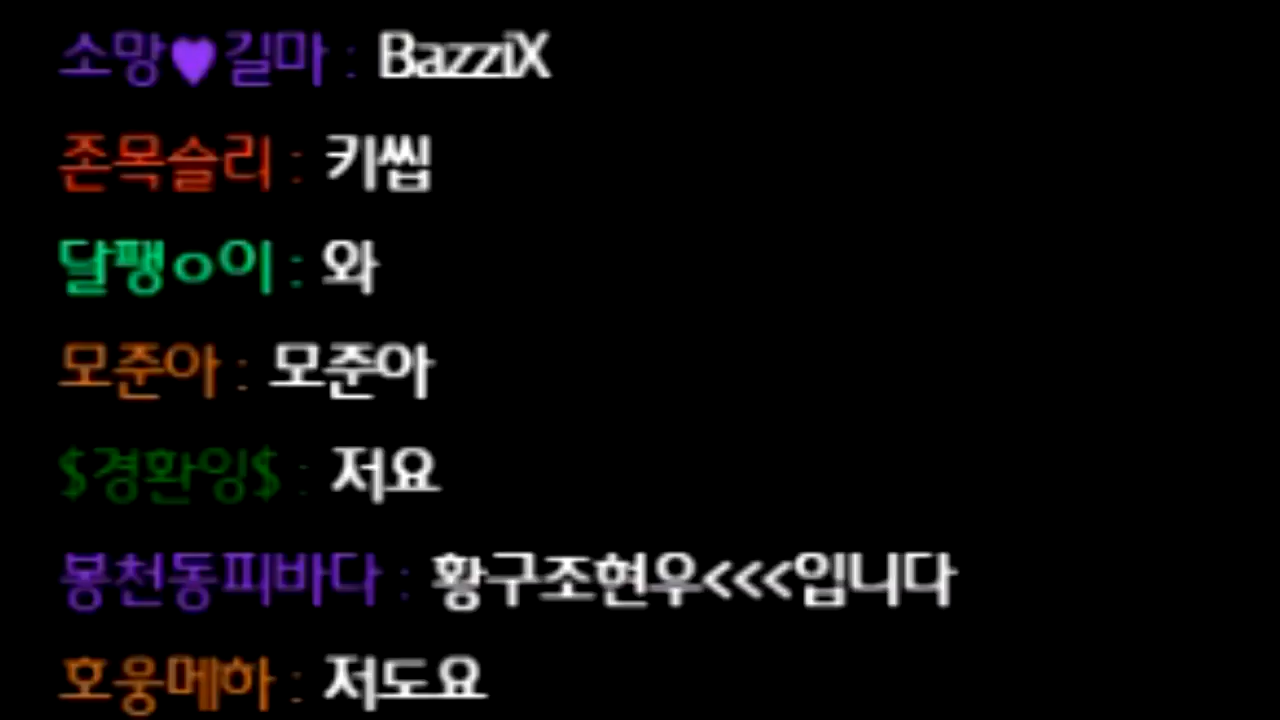 소망♥길마 : BazziX
존목슬리 : 키씹
달팽ㅇ이 : 와
모준아 : 모준아
$경환잉$ : 저요
봉천동피바다 : 황구조현우<<<입니다
호웅메하 : 저도요